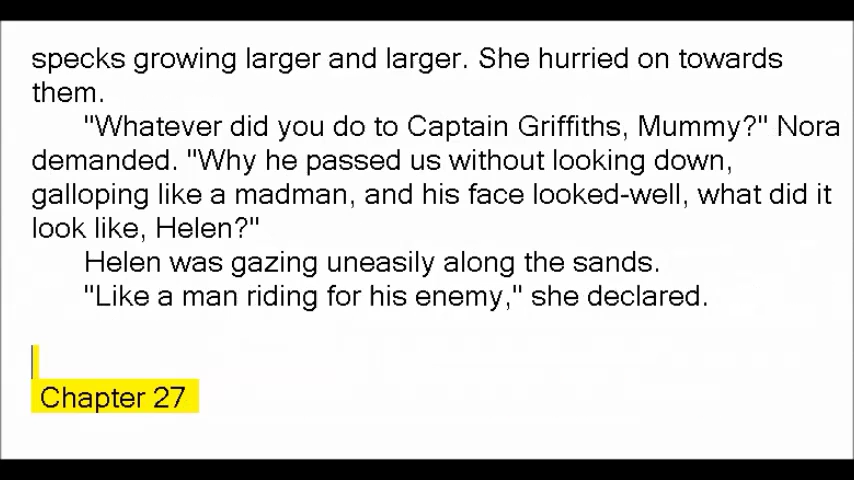 specks growing larger and larger. She hurried on towards
them.
"Whatever did you do to Captain Griffiths, Mummy?" Nora
demanded. "Why he passed us without looking down,
galloping like a madman, and his face looked-well, what did it
look like, Helen?"
Helen was gazing uneasily along the sands.
"Like a man riding for his enemy," she declared.
Chapter 27